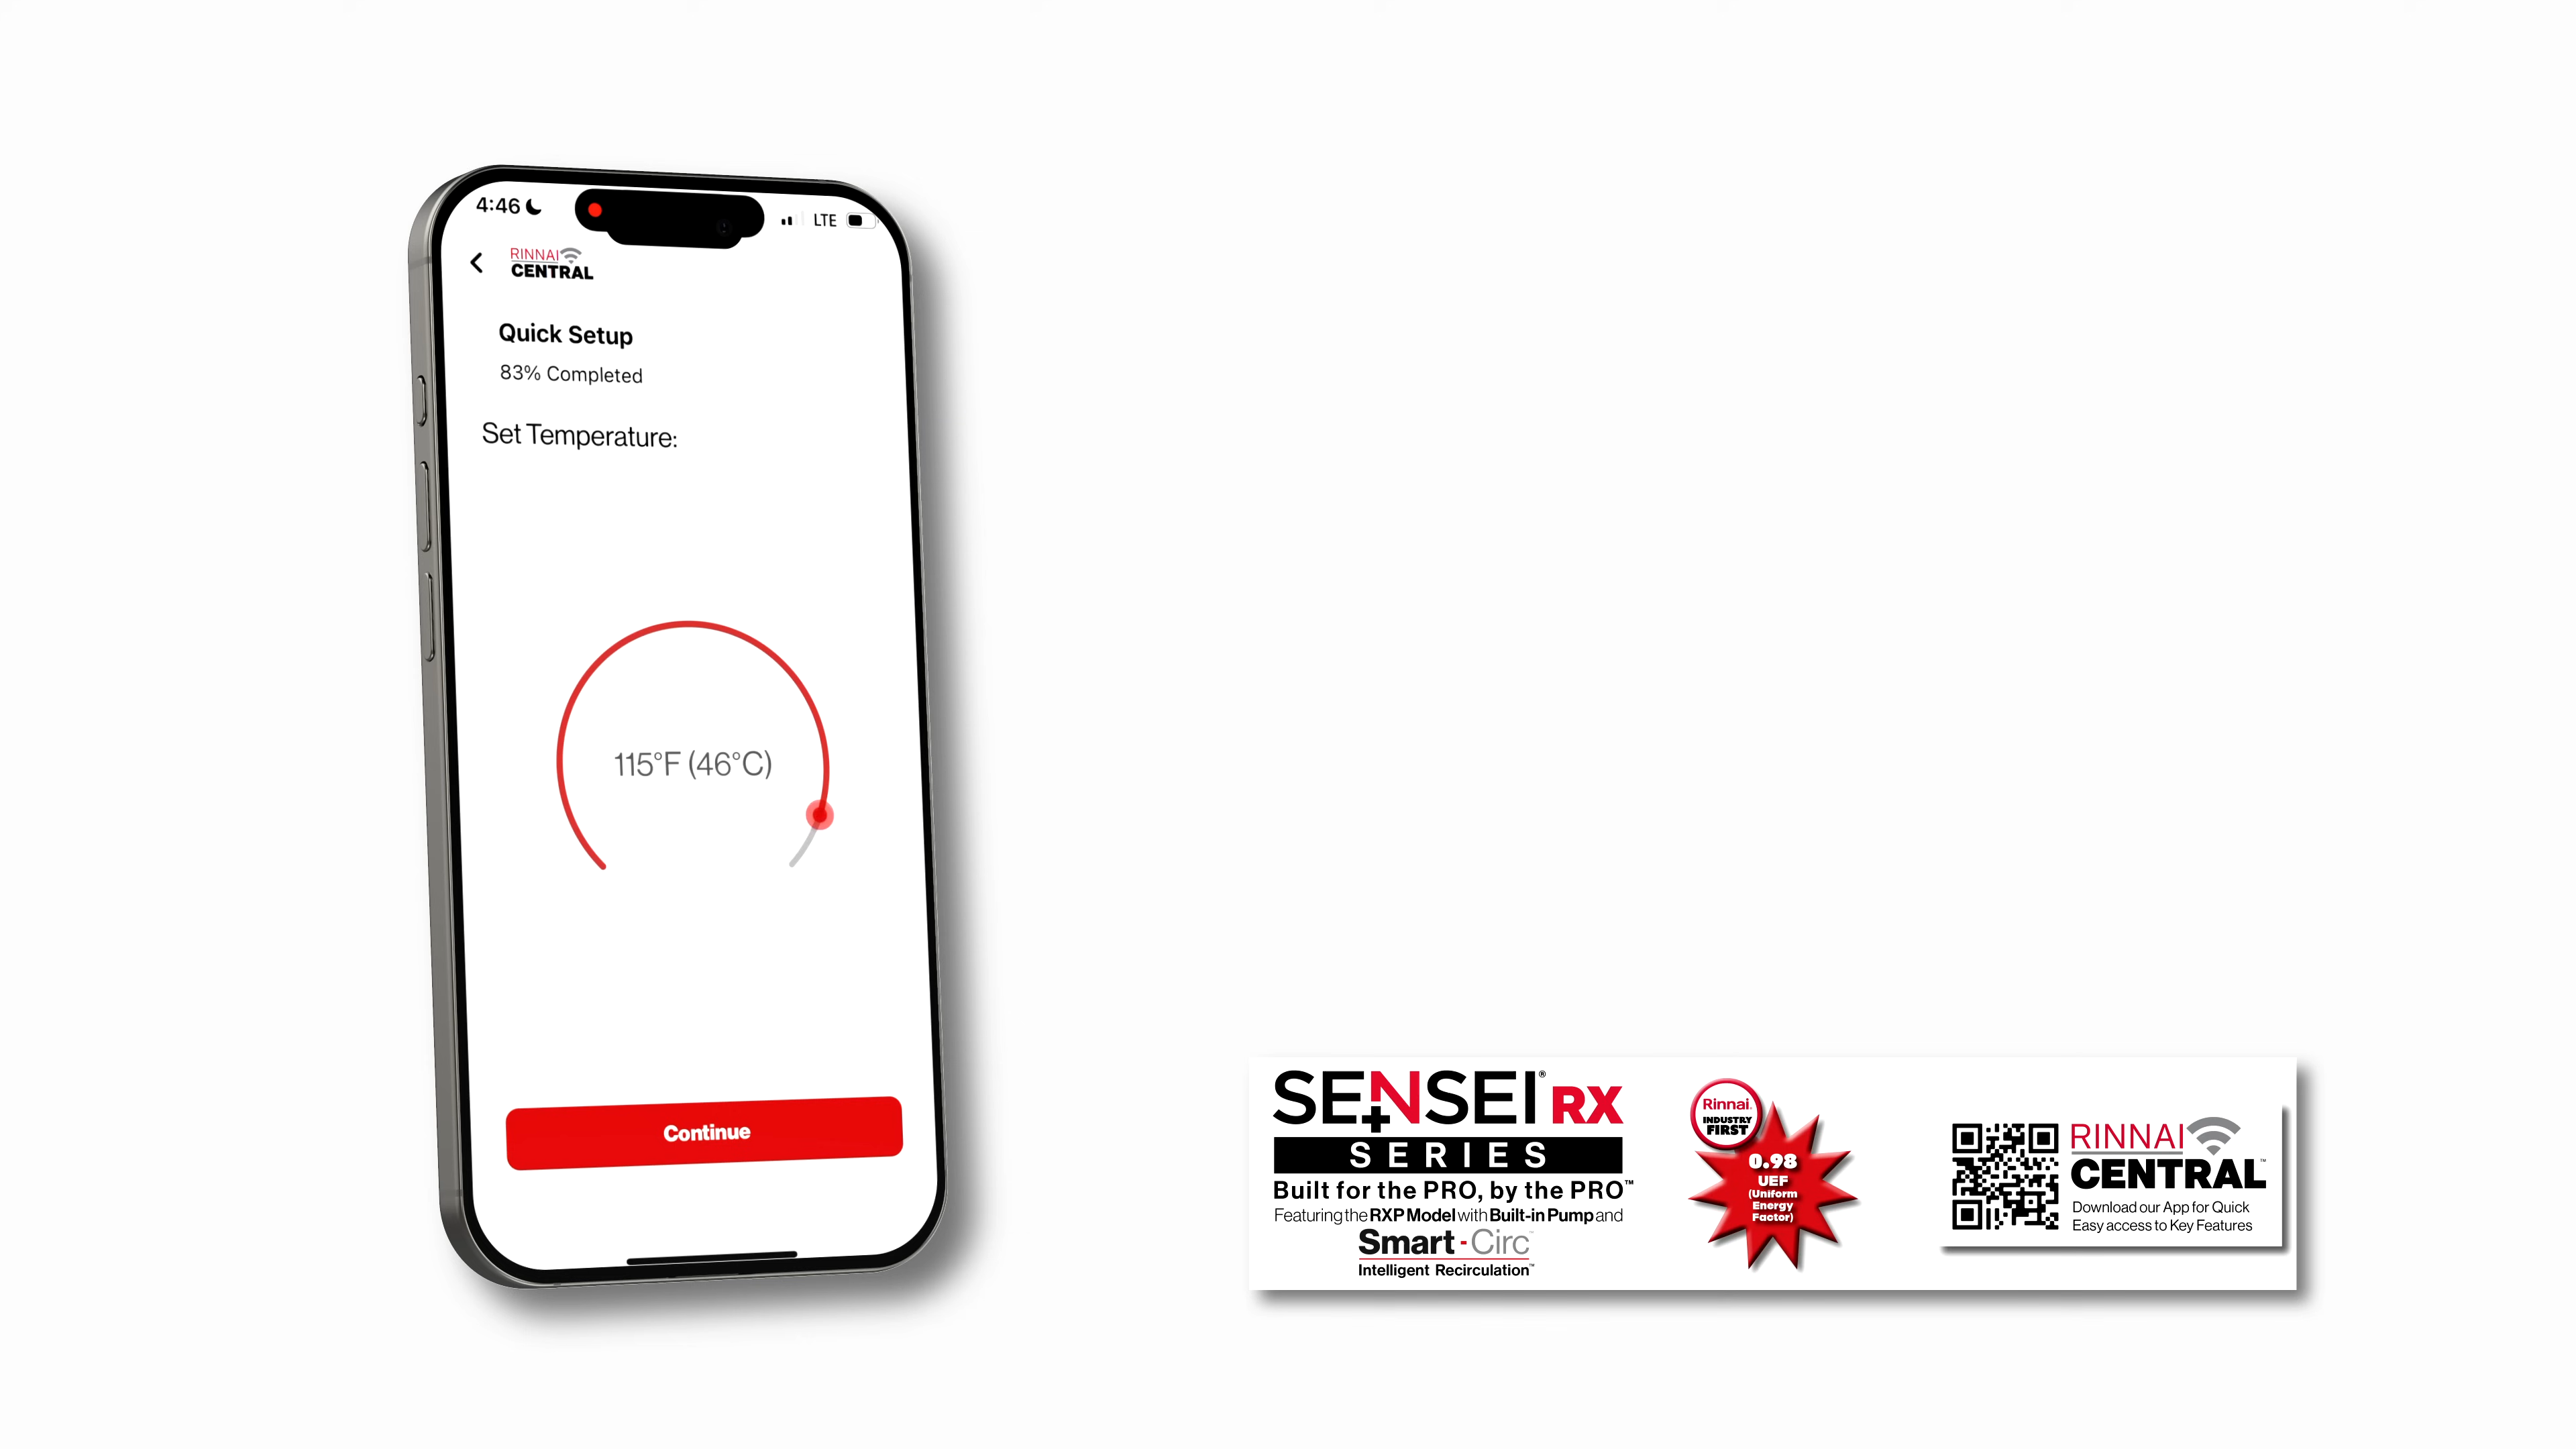 4:46
LTE
RINNAI
CENTRAL
Quick Setup
83% Completed
Set Temperature:
115°F (46°C)
Continue
SENSEI® RX
SERIES
Built for the PRO, by the PRO™
Featuring the RXP Model with Built-in Pump and
Smart-Circ™
Intelligent Recirculation™
Rinnai
INDUSTRY
FIRST
0.98
UEF
(Uniform
Energy
Factor)
RINNAI
CENTRAL™
Download our App for Quick
Easy access to Key Features